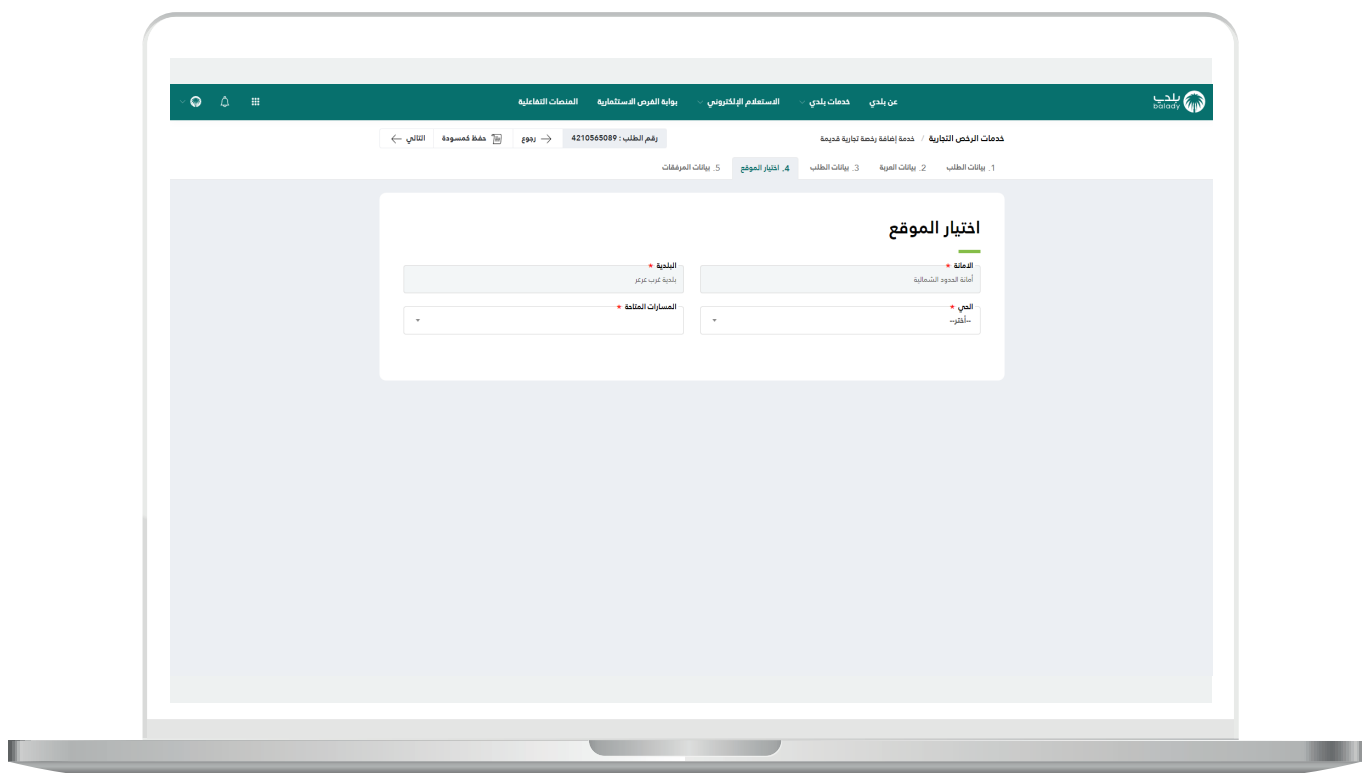 بلدي
balady
عن بلدي خدمات بلدي الاستعلام الإلكتروني بوابة الفرص الاستثمارية المنصات التفاعلية
خدمات الرخص التجارية / خدمة إضافة رخصة تجارية قديمة رقم الطلب : 4210565089 رجوع حفظ كمسودة التالي
1. بيانات الطلب 2. بيانات العربة 3. بيانات الطلب 4. اختيار الموقع 5. بيانات المرفقات
اختيار الموقع
الامانة * البلدية *
أمانة الحدود الشمالية بلدية غرب عرعر
الحي * المسارات المتاحة *
--أختر--